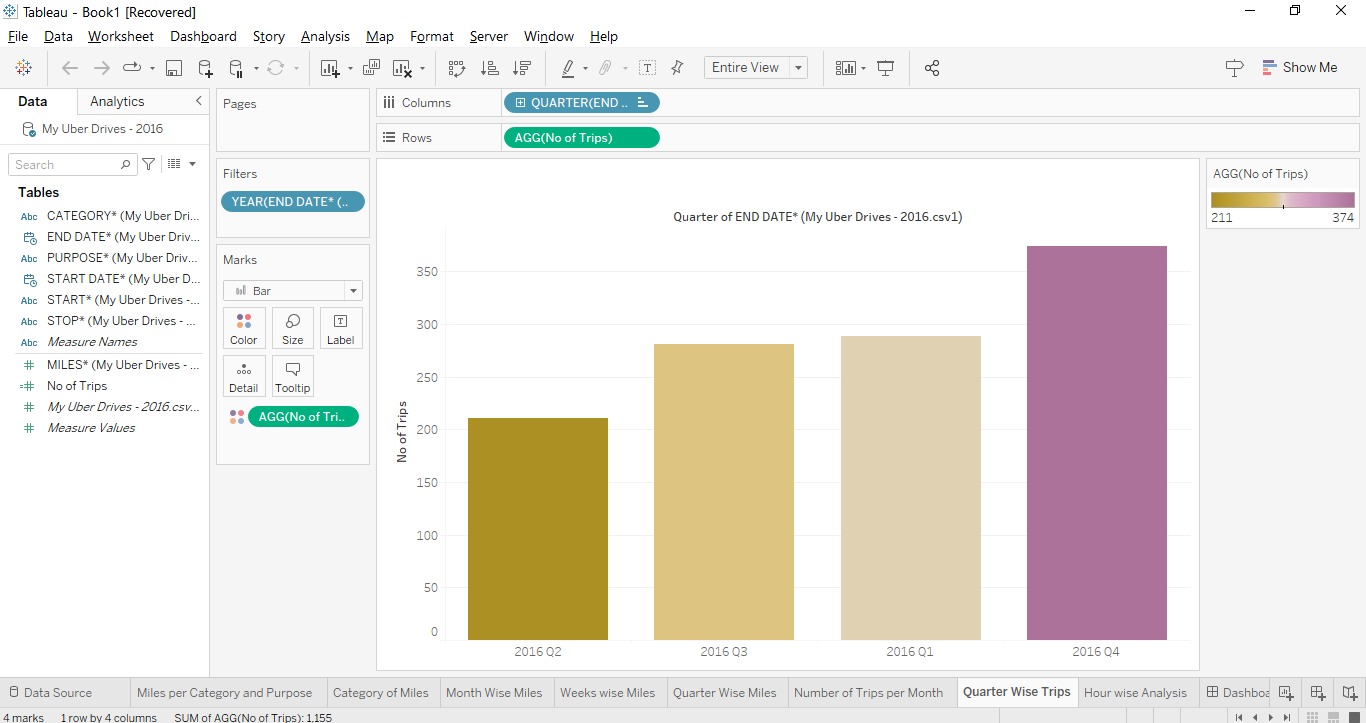 Tableau - Book1 [Recovered]
File Data Worksheet Dashboard Story Analysis Map Format Server Window Help
Entire View
Show Me
Data Analytics
My Uber Drives - 2016
Search
Tables
Abc CATEGORY* (My Uber Dri...
END DATE* (My Uber Driv...
Abc PURPOSE* (My Uber Driv...
START DATE* (My Uber D...
Abc START* (My Uber Drives -...
Abc STOP* (My Uber Drives - ...
Abc Measure Names
# MILES* (My Uber Drives - ...
=# No of Trips
# My Uber Drives - 2016.csv...
# Measure Values
Pages
Filters
YEAR(END DATE* (..
Marks
Bar
Color Size Label
Detail Tooltip
AGG(No of Tri..
Columns QUARTER(END ..
Rows AGG(No of Trips)
Quarter of END DATE* (My Uber Drives - 2016.csv1)
No of Trips
350
300
250
200
150
100
50
0
2016 Q2 2016 Q3 2016 Q1 2016 Q4
AGG(No of Trips)
211 374
Data Source Miles per Category and Purpose Category of Miles Month Wise Miles Weeks wise Miles Quarter Wise Miles Number of Trips per Month Quarter Wise Trips Hour wise Analysis Dashboa
4 marks 1 row by 4 columns SUM of AGG(No of Trips): 1,155